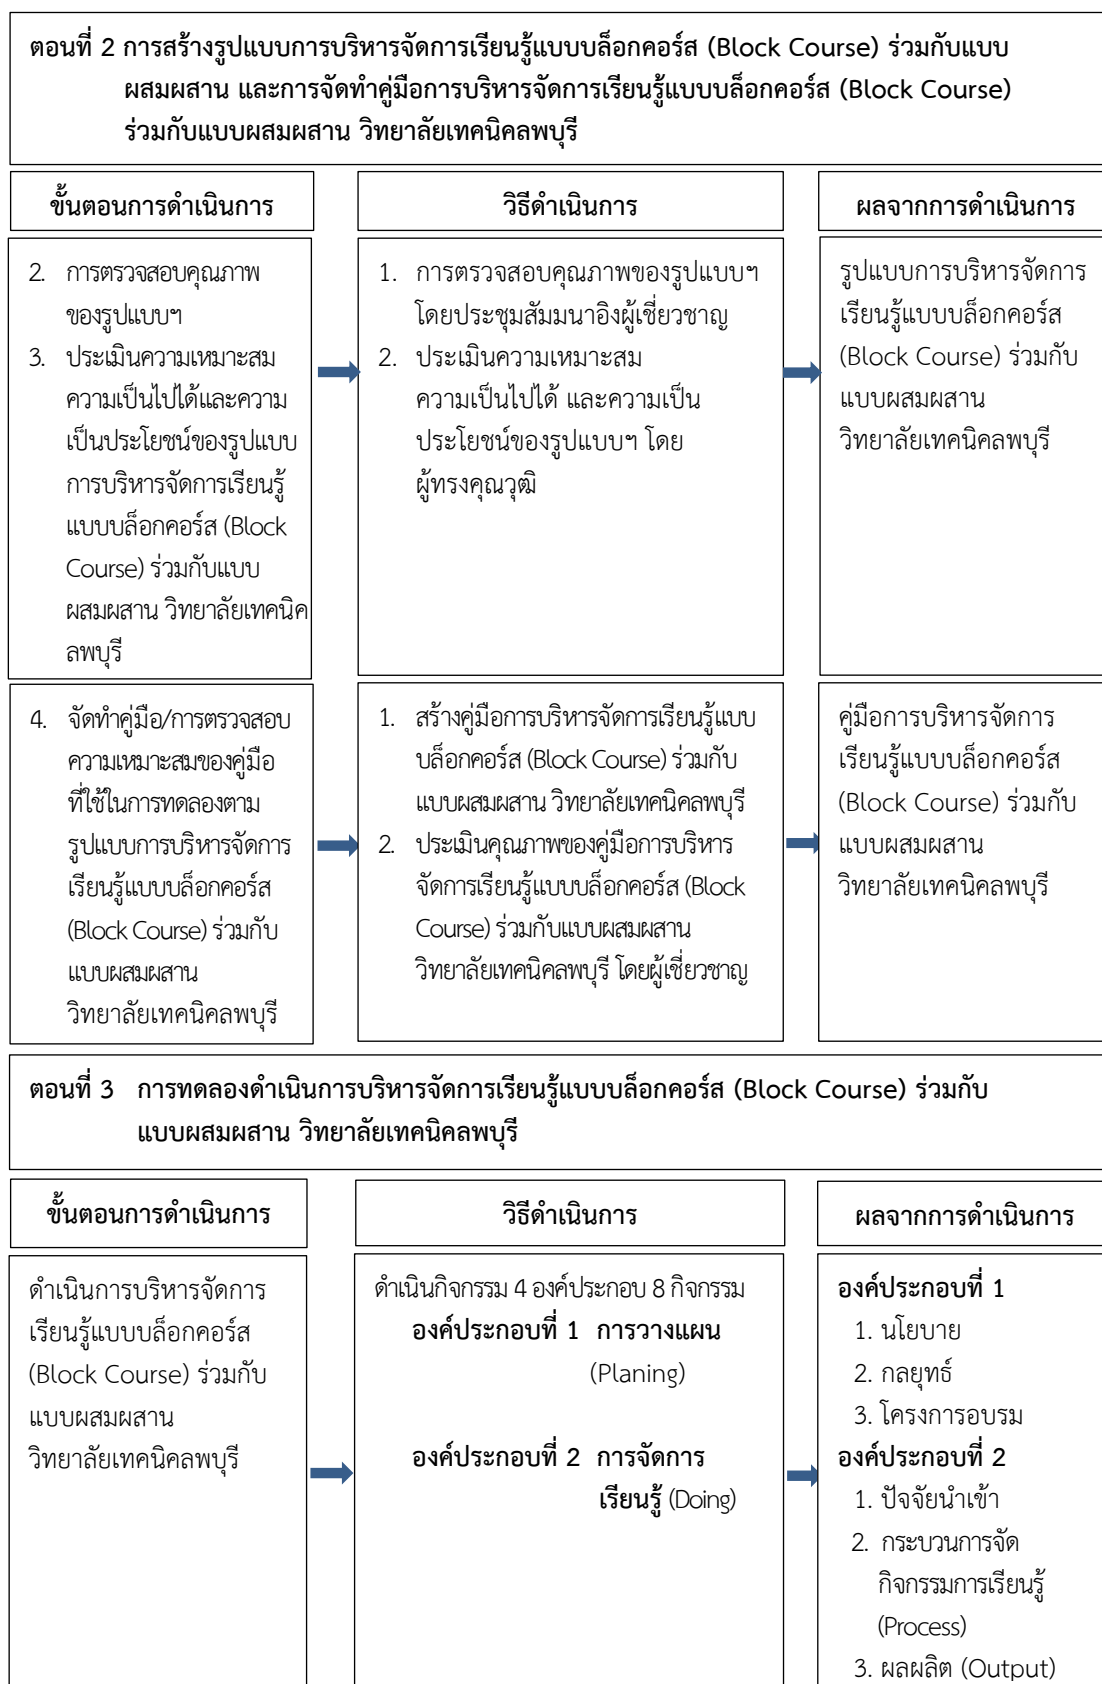 ตอนที่ 2 การสร้างรูปแบบการบริหารจัดการเรียนรู้แบบบล็อกคอร์ส (Block Course) ร่วมกับแบบ
ผสมผสาน และการจัดทำคู่มือการบริหารจัดการเรียนรู้แบบบล็อกคอร์ส (Block Course)
ร่วมกับแบบผสมผสาน วิทยาลัยเทคนิคลพบุรี
ขั้นตอนการดำเนินการ
วิธีดำเนินการ
ผลจากการดำเนินการ
2. การตรวจสอบคุณภาพ
ของรูปแบบฯ
3. ประเมินความเหมาะสม
ความเป็นไปได้และความ
เป็นประโยชน์ของรูปแบบ
การบริหารจัดการเรียนรู้
แบบบล็อกคอร์ส (Block
Course) ร่วมกับแบบ
ผสมผสาน วิทยาลัยเทคนิค
ลพบุรี
1. การตรวจสอบคุณภาพของรูปแบบฯ
โดยประชุมสัมมนาอิงผู้เชี่ยวชาญ
2. ประเมินความเหมาะสม
ความเป็นไปได้ และความเป็น
ประโยชน์ของรูปแบบฯ โดย
ผู้ทรงคุณวุฒิ
รูปแบบการบริหารจัดการ
เรียนรู้แบบบล็อกคอร์ส
(Block Course) ร่วมกับ
แบบผสมผสาน
วิทยาลัยเทคนิคลพบุรี
4. จัดทำคู่มือ/การตรวจสอบ
ความเหมาะสมของคู่มือ
ที่ใช้ในการทดลองตาม
รูปแบบการบริหารจัดการ
เรียนรู้แบบบล็อกคอร์ส
(Block Course) ร่วมกับ
แบบผสมผสาน
วิทยาลัยเทคนิคลพบุรี
1. สร้างคู่มือการบริหารจัดการเรียนรู้แบบ
บล็อกคอร์ส (Block Course) ร่วมกับ
แบบผสมผสาน วิทยาลัยเทคนิคลพบุรี
2. ประเมินคุณภาพของคู่มือการบริหาร
จัดการเรียนรู้แบบบล็อกคอร์ส (Block
Course) ร่วมกับแบบผสมผสาน
วิทยาลัยเทคนิคลพบุรี โดยผู้เชี่ยวชาญ
คู่มือการบริหารจัดการ
เรียนรู้แบบบล็อกคอร์ส
(Block Course) ร่วมกับ
แบบผสมผสาน
วิทยาลัยเทคนิคลพบุรี
ตอนที่ 3 การทดลองดำเนินการบริหารจัดการเรียนรู้แบบบล็อกคอร์ส (Block Course) ร่วมกับ
แบบผสมผสาน วิทยาลัยเทคนิคลพบุรี
ขั้นตอนการดำเนินการ
วิธีดำเนินการ
ผลจากการดำเนินการ
ดำเนินการบริหารจัดการ
เรียนรู้แบบบล็อกคอร์ส
(Block Course) ร่วมกับ
แบบผสมผสาน
วิทยาลัยเทคนิคลพบุรี
ดำเนินกิจกรรม 4 องค์ประกอบ 8 กิจกรรม
องค์ประกอบที่ 1 การวางแผน
(Planing)
องค์ประกอบที่ 2 การจัดการ
เรียนรู้ (Doing)
องค์ประกอบที่ 1
1. นโยบาย
2. กลยุทธ์
3. โครงการอบรม
องค์ประกอบที่ 2
1. ปัจจัยนำเข้า
2. กระบวนการจัด
กิจกรรมการเรียนรู้
(Process)
3. ผลผลิต (Output)